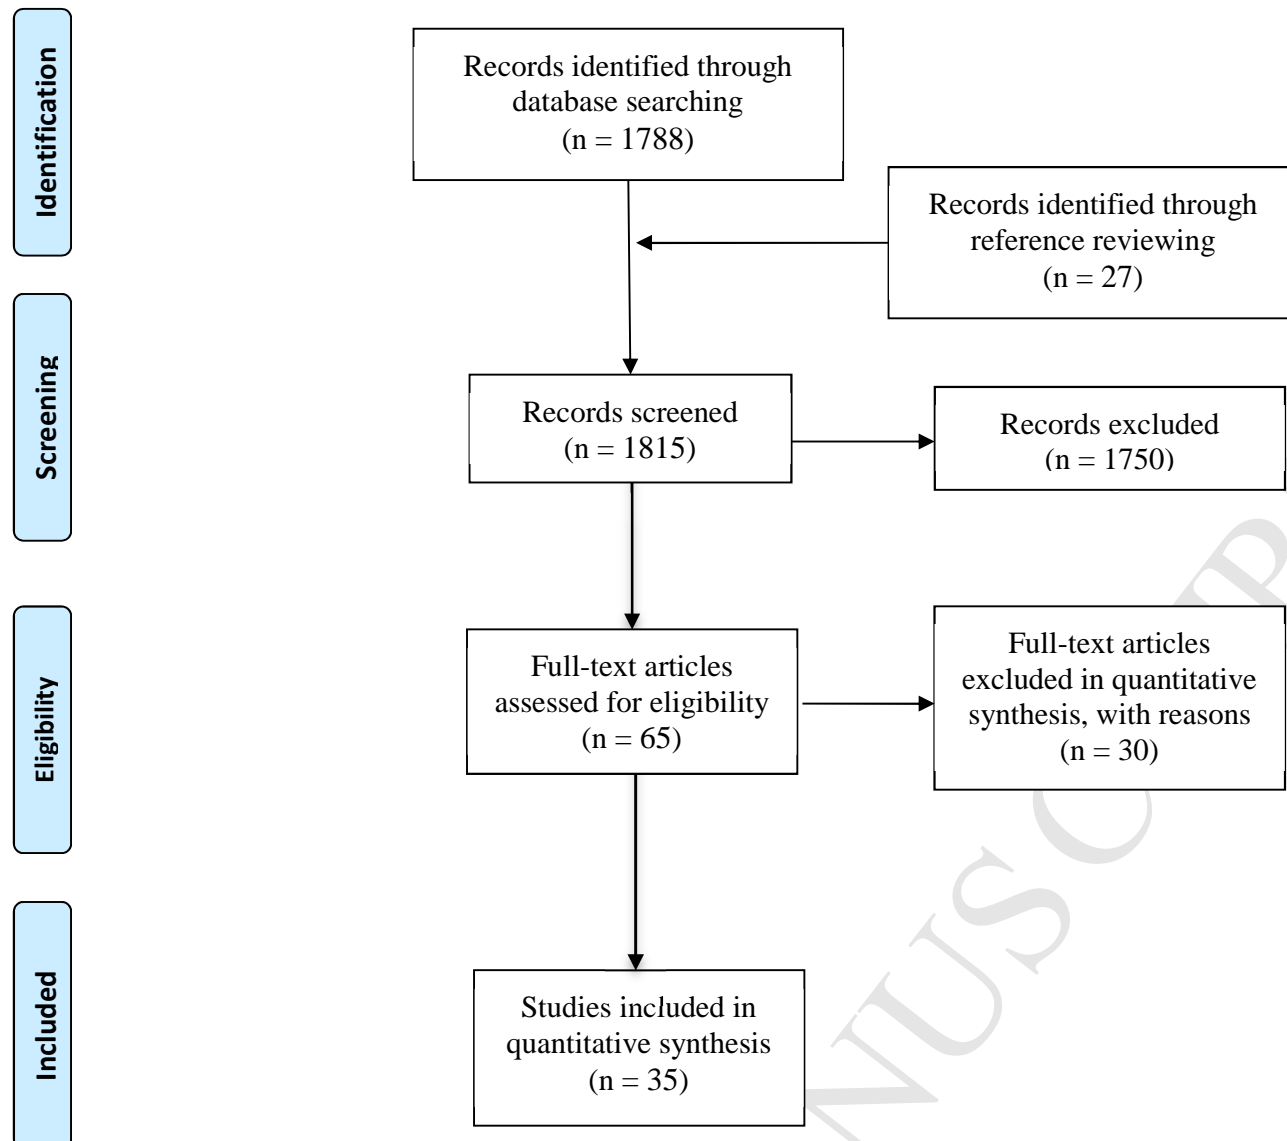 Identification
Records identified through
database searching
(n = 1788)
Records identified through
reference reviewing
(n = 27)
Screening
Records screened
(n = 1815)
Records excluded
(n = 1750)
Eligibility
Full-text articles
assessed for eligibility
(n = 65)
Full-text articles
excluded in quantitative
synthesis, with reasons
(n = 30)
Included
Studies included in
quantitative synthesis
(n = 35)